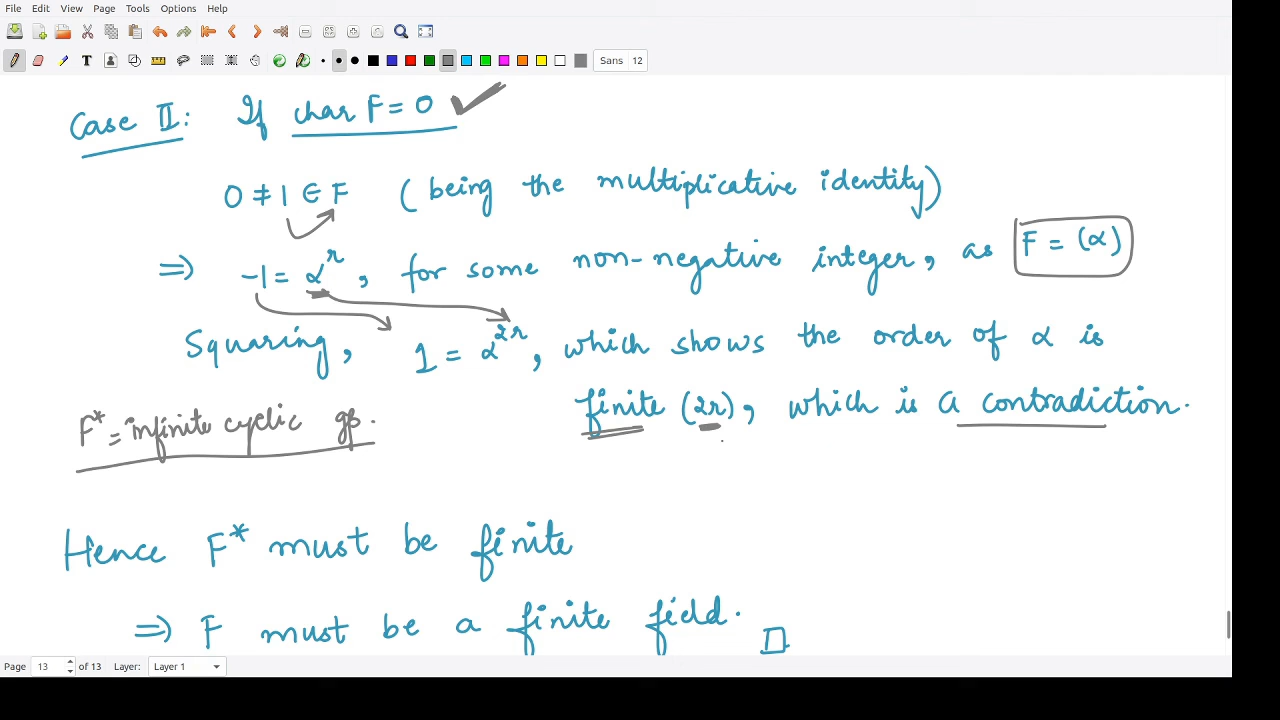 File Edit View Page Tools Options Help
T Sans 12
Case II: If char F = 0 ✓
0 ≠ 1 ∈ F (being the multiplicative identity)
⇒ -1 = α^r, for some non-negative integer, as F = (α)
Squaring, 1 = α^2r, which shows the order of α is
finite (2r), which is a contradiction.
F* = infinite cyclic gp.
Hence F* must be finite
⇒ F must be a finite field. □
Page 13 of 13 Layer: Layer 1